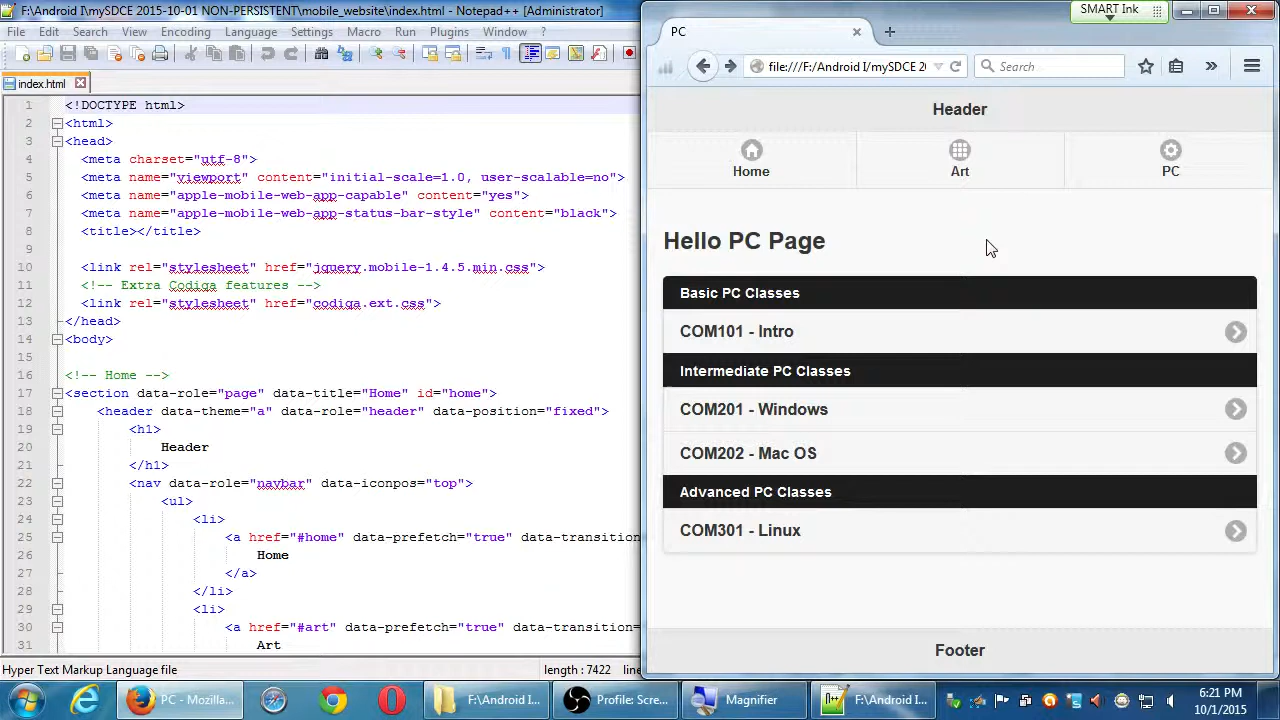 F:\Android I\mySDCE 2015-10-01 NON-PERSISTENT\mobile_website\index.html - Notepad++ [Administrator]
File Edit Search View Encoding Language Settings Macro Run Plugins Window ?
index.html
1 <!DOCTYPE html>
2 <html>
3 <head>
4 <meta charset="utf-8">
5 <meta name="viewport" content="initial-scale=1.0, user-scalable=no">
6 <meta name="apple-mobile-web-app-capable" content="yes">
7 <meta name="apple-mobile-web-app-status-bar-style" content="black">
8 <title></title>
9
10 <link rel="stylesheet" href="jquery.mobile-1.4.5.min.css">
11 <!-- Extra Codiqa features -->
12 <link rel="stylesheet" href="codiqa.ext.css">
13 </head>
14 <body>
15
16 <!-- Home -->
17 <section data-role="page" data-title="Home" id="home">
18 <header data-theme="a" data-role="header" data-position="fixed">
19 <h1>
20 Header
21 </h1>
22 <nav data-role="navbar" data-iconpos="top">
23 <ul>
24 <li>
25 <a href="#home" data-prefetch="true" data-transition=
26 Home
27 </a>
28 </li>
29 <li>
30 <a href="#art" data-prefetch="true" data-transition=
31 Art
Hyper Text Markup Language file length : 7422 line
SMART Ink
PC
file:///F:/Android I/mySDCE 20
Search
Header
Home Art PC
Hello PC Page
Basic PC Classes
COM101 - Intro
Intermediate PC Classes
COM201 - Windows
COM202 - Mac OS
Advanced PC Classes
COM301 - Linux
Footer
PC - Mozilla... F:\Android I... Profile: Scre... Magnifier F:\Android I...
6:21 PM
10/1/2015